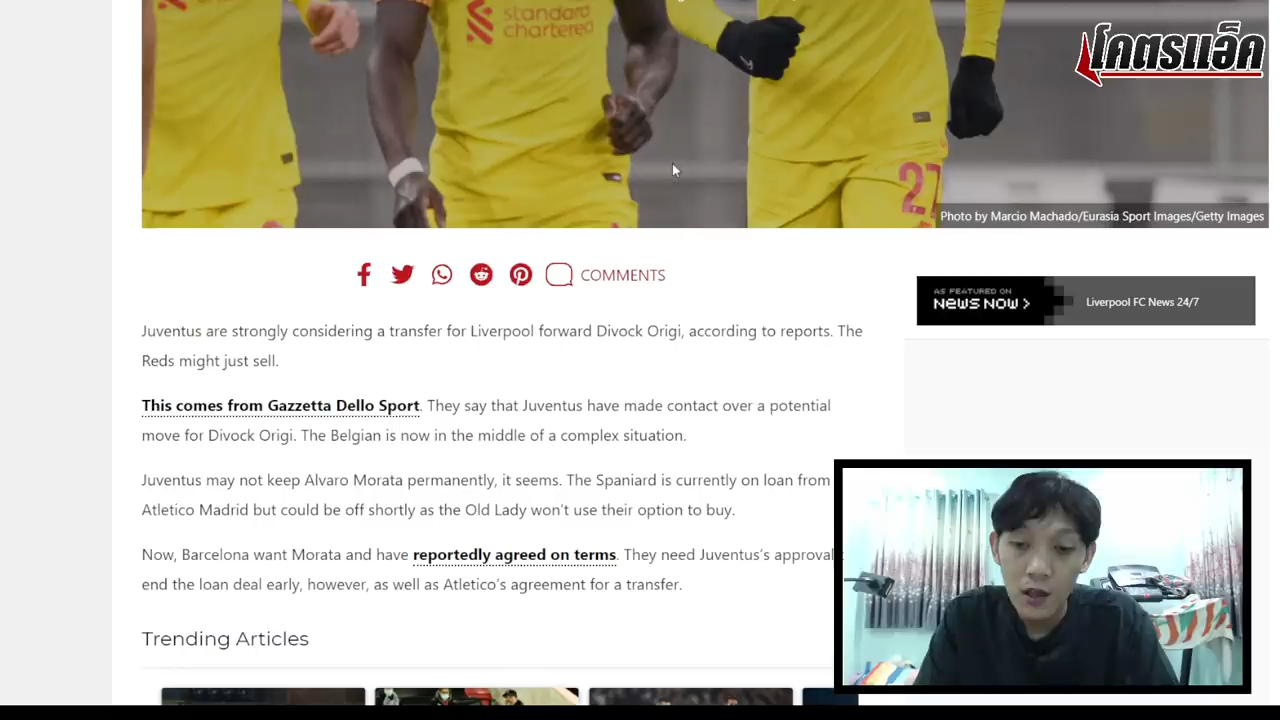 standard
chartered
โคตรแอ็ค
27
Photo by Marcio Machado/Eurasia Sport Images/Getty Images
COMMENTS
AS FEATURED ON
NEWS NOW >
Liverpool FC News 24/7
Juventus are strongly considering a transfer for Liverpool forward Divock Origi, according to reports. The
Reds might just sell.
This comes from Gazzetta Dello Sport. They say that Juventus have made contact over a potential
move for Divock Origi. The Belgian is now in the middle of a complex situation.
Juventus may not keep Alvaro Morata permanently, it seems. The Spaniard is currently on loan from
Atletico Madrid but could be off shortly as the Old Lady won't use their option to buy.
Now, Barcelona want Morata and have reportedly agreed on terms. They need Juventus's approval
end the loan deal early, however, as well as Atletico's agreement for a transfer.
Trending Articles